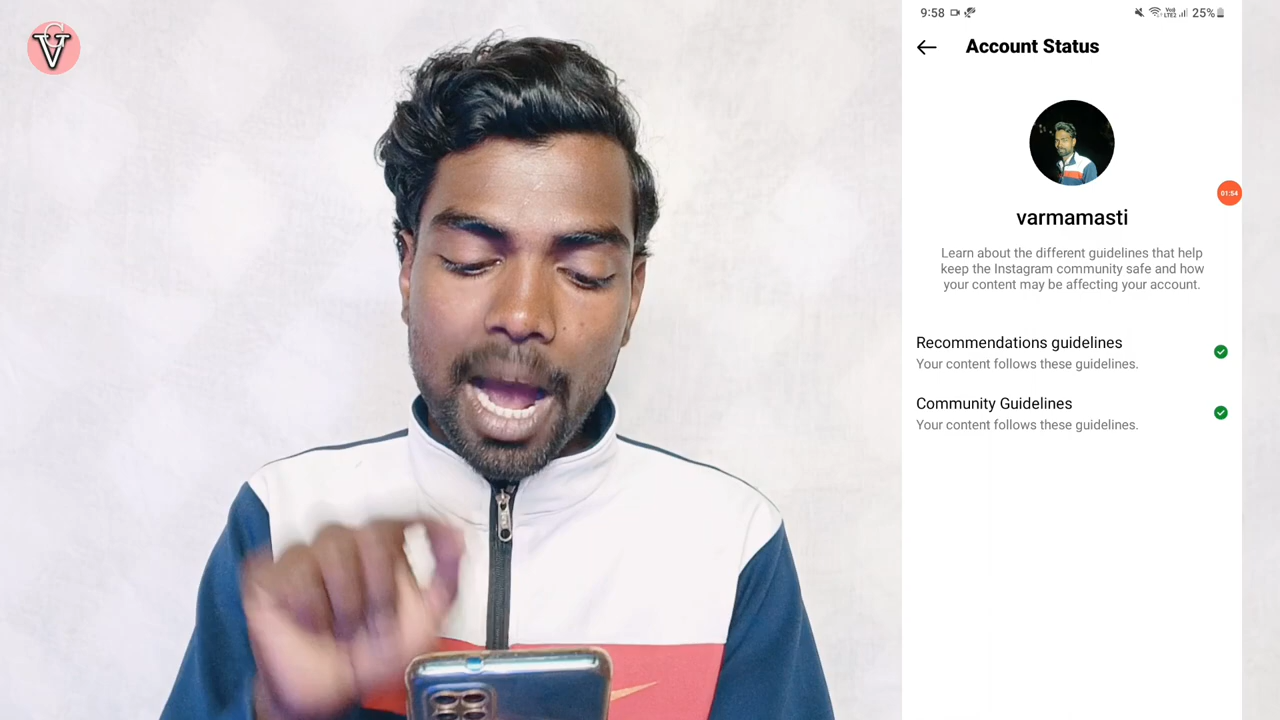 9:58
25%
Account Status
01:54
varmamasti
Learn about the different guidelines that help
keep the Instagram community safe and how
your content may be affecting your account.
Recommendations guidelines
Your content follows these guidelines.
Community Guidelines
Your content follows these guidelines.